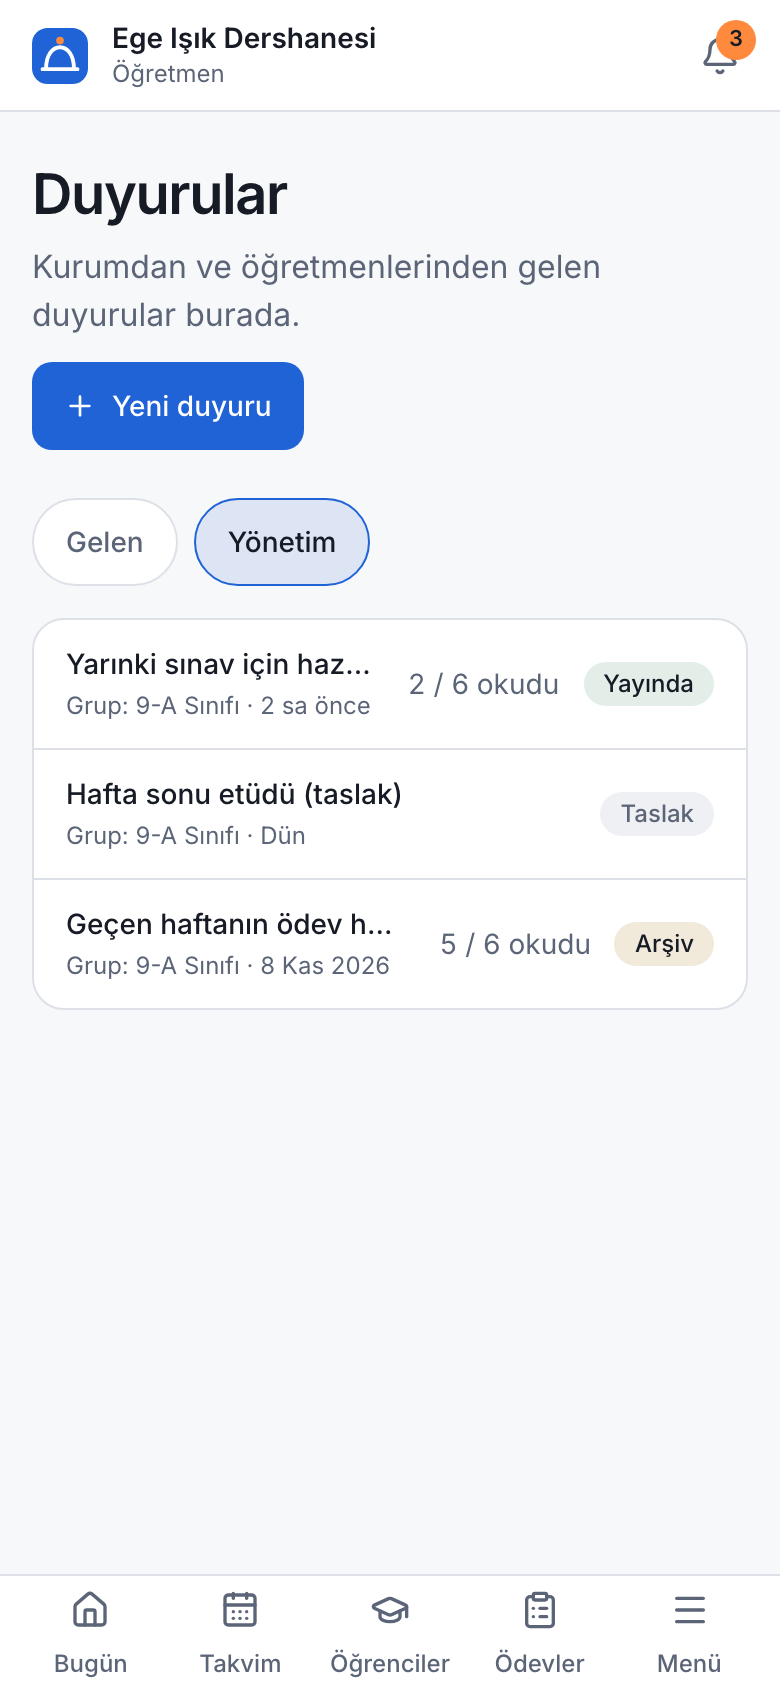 Ege Işık Dershanesi
Öğretmen
3
Duyurular
Kurumdan ve öğretmenlerinden gelen
duyurular burada.
+ Yeni duyuru
Gelen
Yönetim
Yarınki sınav için haz...
Grup: 9-A Sınıfı · 2 sa önce
2 / 6 okudu
Yayında
Hafta sonu etüdü (taslak)
Grup: 9-A Sınıfı · Dün
Taslak
Geçen haftanın ödev h...
Grup: 9-A Sınıfı · 8 Kas 2026
5 / 6 okudu
Arşiv
Bugün
Takvim
Öğrenciler
Ödevler
Menü